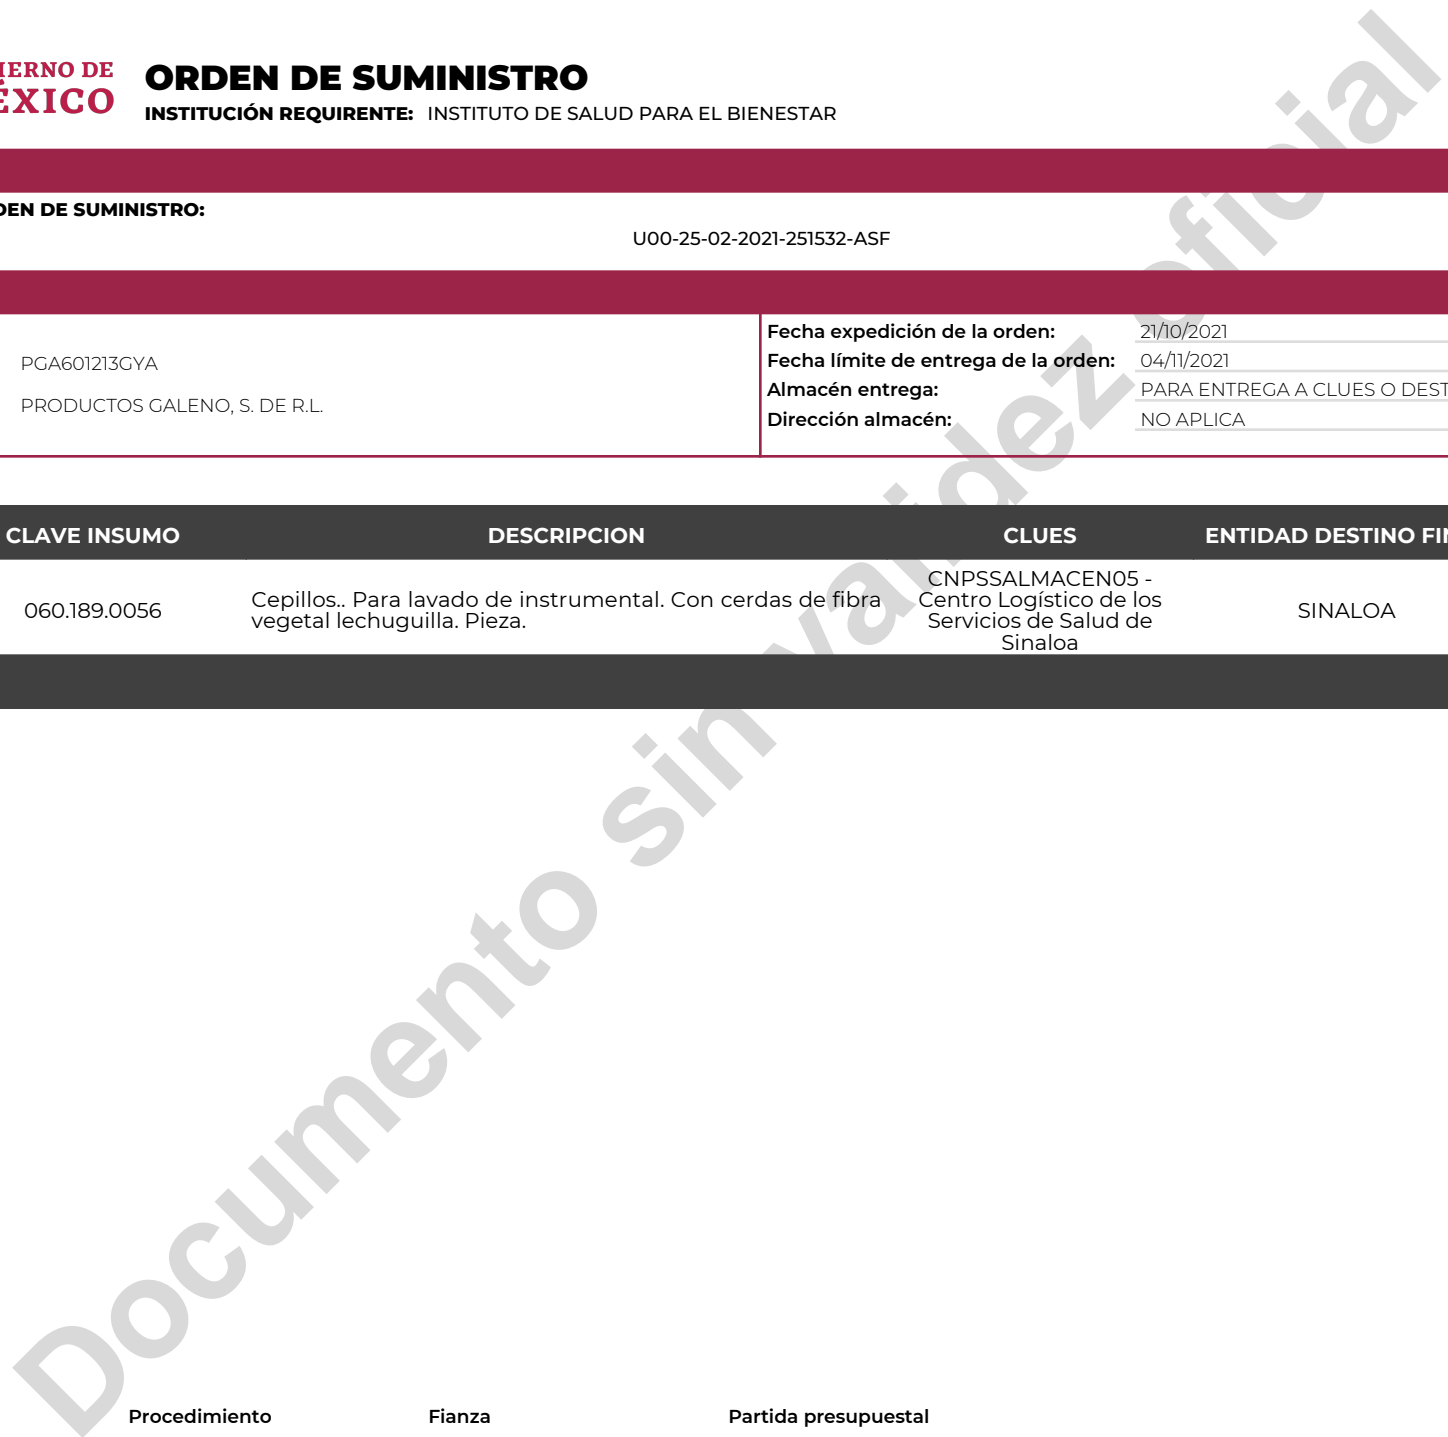 IERNO DE
ÉXICO
ORDEN DE SUMINISTRO
INSTITUCIÓN REQUIRENTE: INSTITUTO DE SALUD PARA EL BIENESTAR
DEN DE SUMINISTRO:
U00-25-02-2021-251532-ASF
PGA601213GYA
PRODUCTOS GALENO, S. DE R.L.
Fecha expedición de la orden: 21/10/2021
Fecha límite de entrega de la orden: 04/11/2021
Almacén entrega: PARA ENTREGA A CLUES O DEST
Dirección almacén: NO APLICA
CLAVE INSUMO DESCRIPCION CLUES ENTIDAD DESTINO FIN
060.189.0056
Cepillos.. Para lavado de instrumental. Con cerdas de fibra
vegetal lechuguilla. Pieza.
CNPSSALMACEN05 -
Centro Logístico de los
Servicios de Salud de
Sinaloa
SINALOA
Documento sin validez oficial
Procedimiento Fianza Partida presupuestal